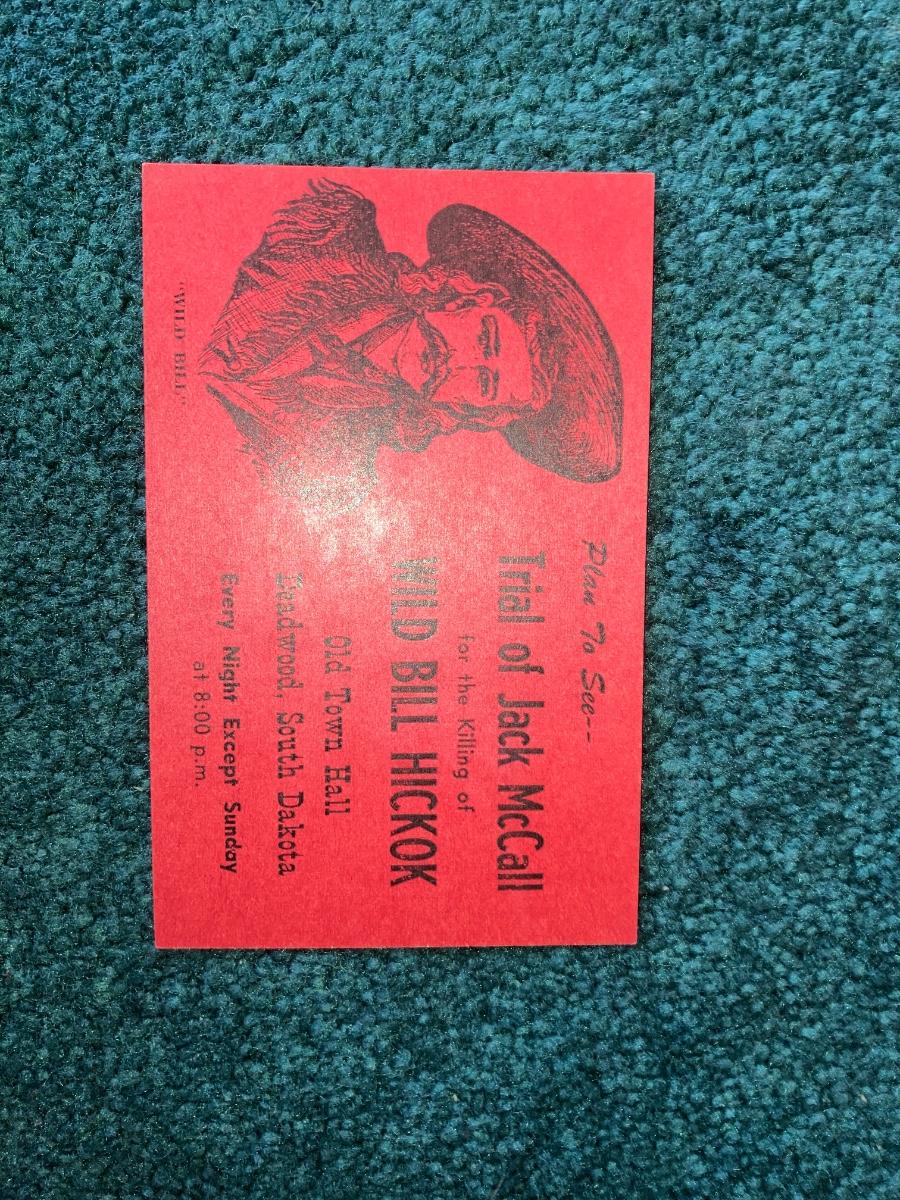 Plan To See--
Trial of Jack McCall
for the Killing of
WILD BILL HICKOK
Old Town Hall
Deadwood, South Dakota
Every Night Except Sunday
at 8:00 p.m.
"WILD BILL"